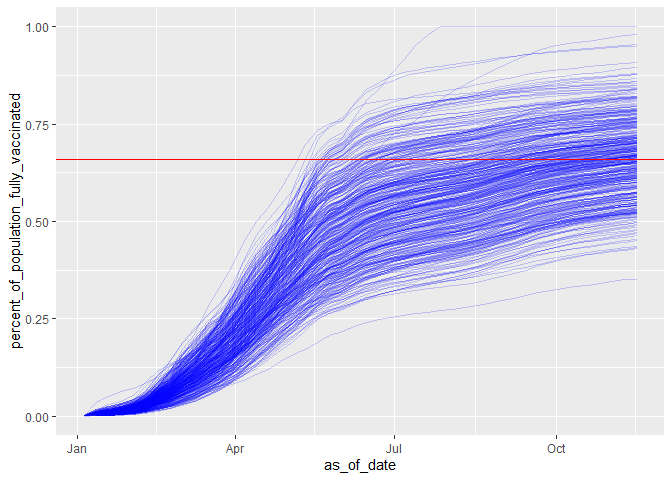 1.00
0.75
0.50
0.25
0.00
percent_of_population_fully_vaccinated
Jan
Apr
Jul
Oct
as_of_date